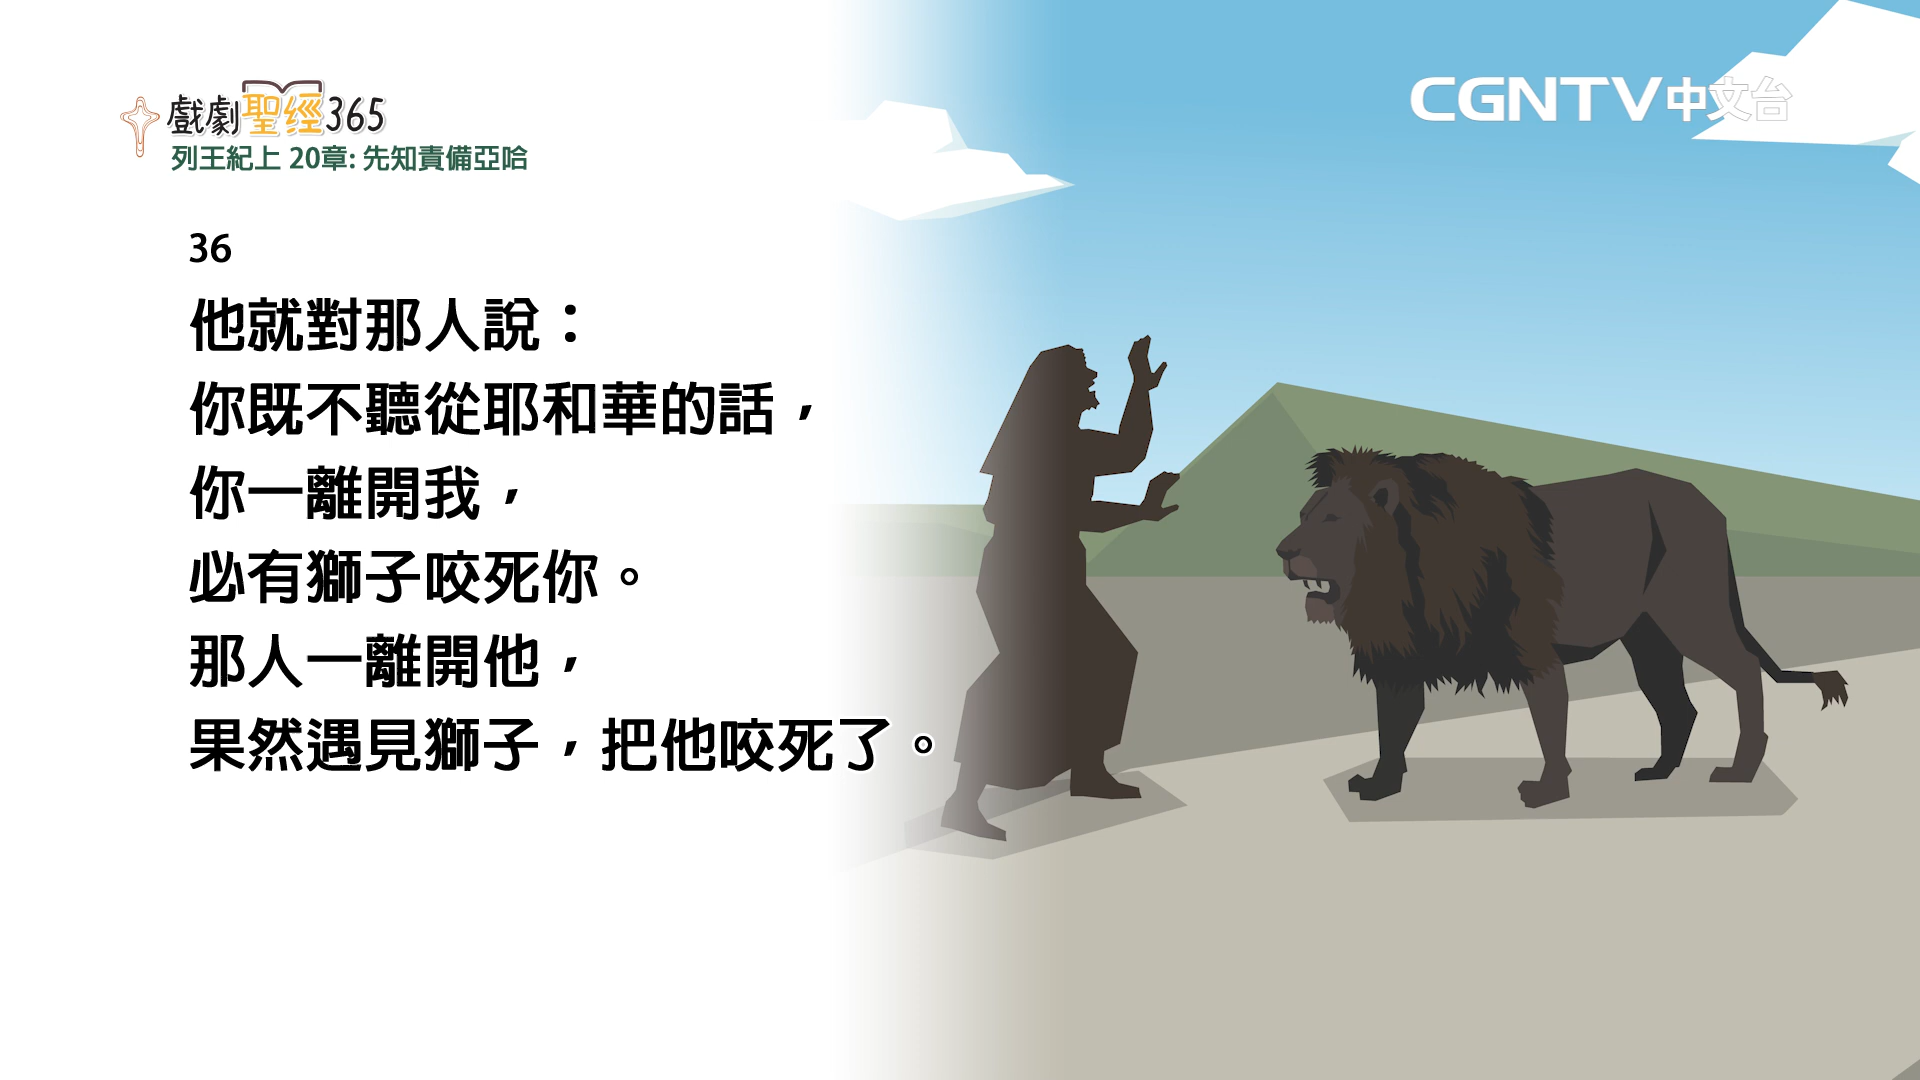 戲劇聖經365
CGNTV中文台
列王紀上 20章: 先知責備亞哈
36
他就對那人說：
你既不聽從耶和華的話，
你一離開我，
必有獅子咬死你。
那人一離開他，
果然遇見獅子，把他咬死了。